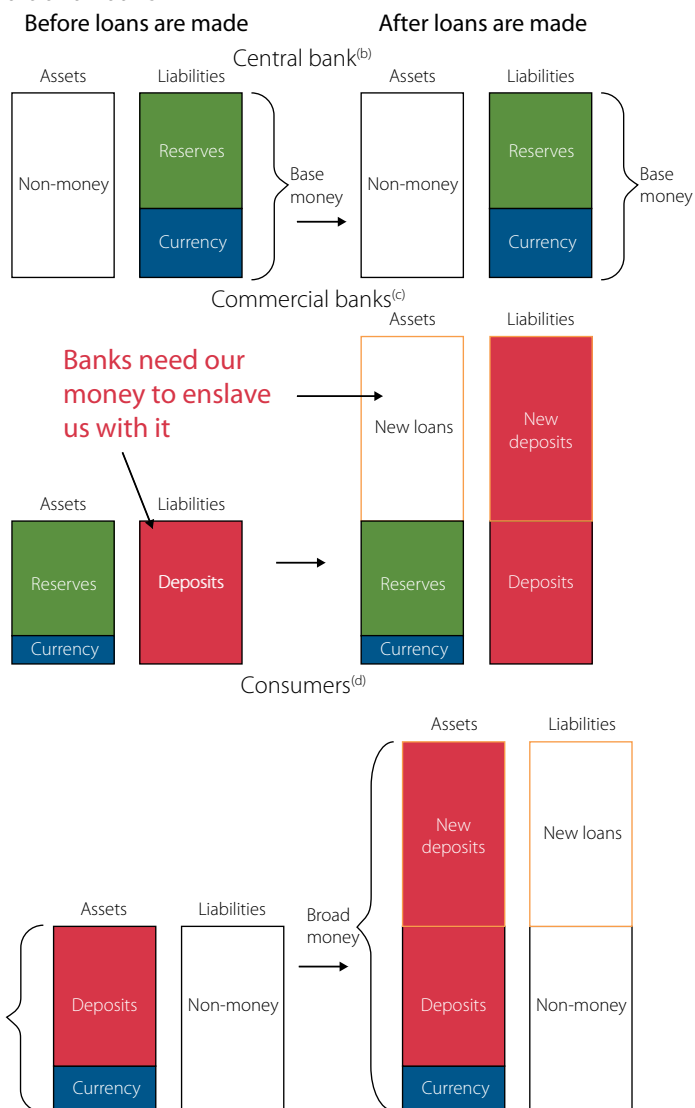 Before loans are made
After loans are made
Central bank(b)
Assets
Liabilities
Assets
Liabilities
Non-money
Reserves
Currency
Base
money
Non-money
Reserves
Currency
Base
money
Commercial banks(c)
Assets
Liabilities
Banks need our
money to enslave
us with it
New loans
New
deposits
Assets
Liabilities
Reserves
Currency
Deposits
Reserves
Currency
Deposits
Consumers(d)
Assets
Liabilities
New
deposits
New loans
Assets
Liabilities
Broad
money
Deposits
Currency
Non-money
Deposits
Currency
Non-money